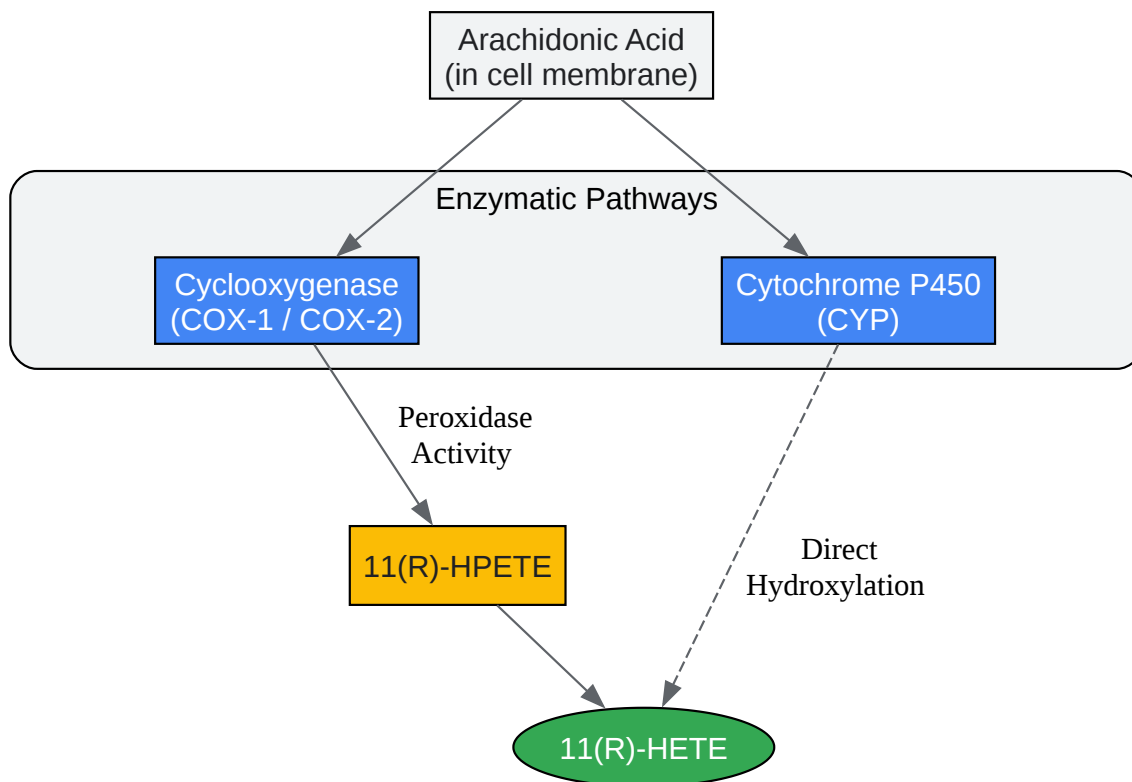 Arachidonic Acid
(in cell membrane)
Enzymatic Pathways
Cyclooxygenase
(COX-1 / COX-2)
Cytochrome P450
(CYP)
Peroxidase
Activity
11(R)-HPETE
Direct
Hydroxylation
11(R)-HETE